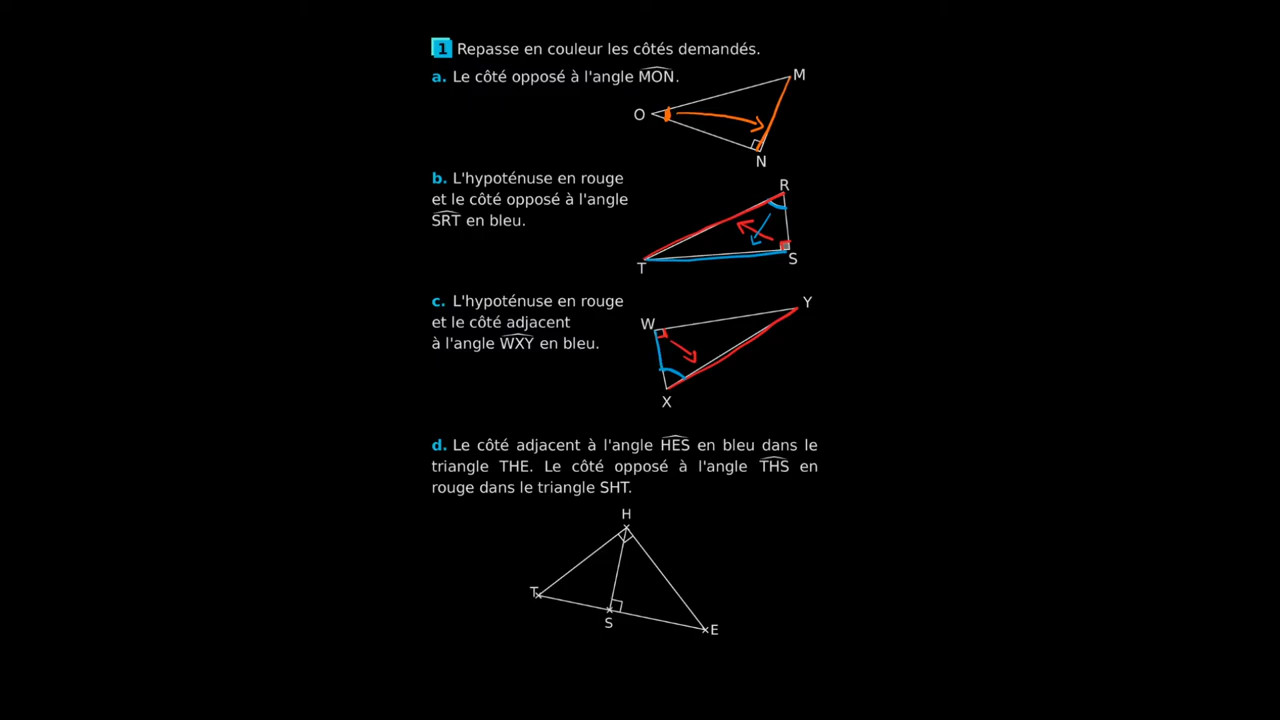 1 Repasse en couleur les côtés demandés.
a. Le côté opposé à l'angle MON.
M
O
N
b. L'hypoténuse en rouge
et le côté opposé à l'angle
SRT en bleu.
R
T
S
c. L'hypoténuse en rouge
et le côté adjacent
à l'angle WXY en bleu.
Y
W
X
d. Le côté adjacent à l'angle HES en bleu dans le
triangle THE. Le côté opposé à l'angle THS en
rouge dans le triangle SHT.
H
T
S
E